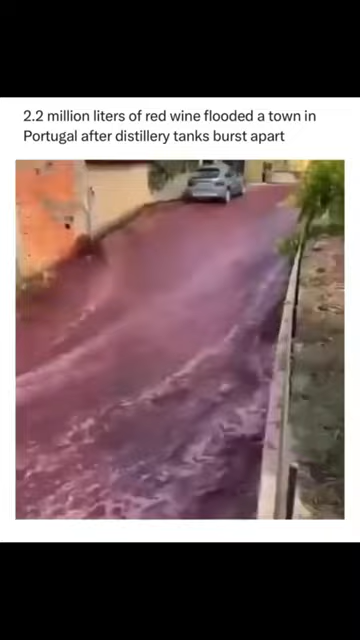 2.2 million liters of red wine flooded a town in
Portugal after distillery tanks burst apart